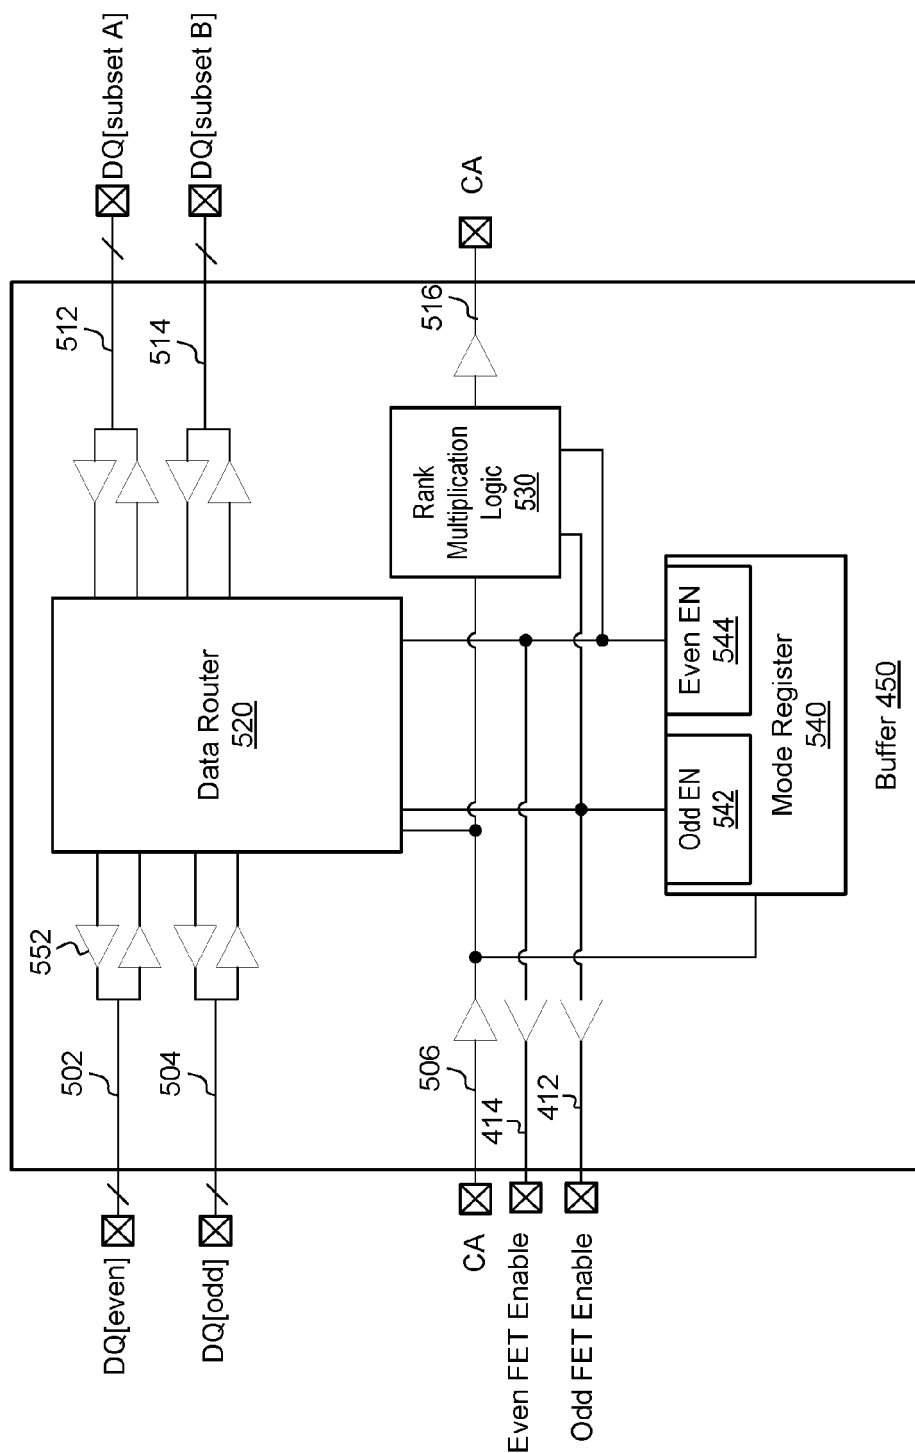 DQ[even]
502
552
DQ[odd]
504
Data Router
520
512
DQ[subset A]
514
DQ[subset B]
CA
506
Even FET Enable
414
Odd FET Enable
412
Rank
Multiplication
Logic
530
516
CA
Odd EN
542
Even EN
544
Mode Register
540
Buffer 450